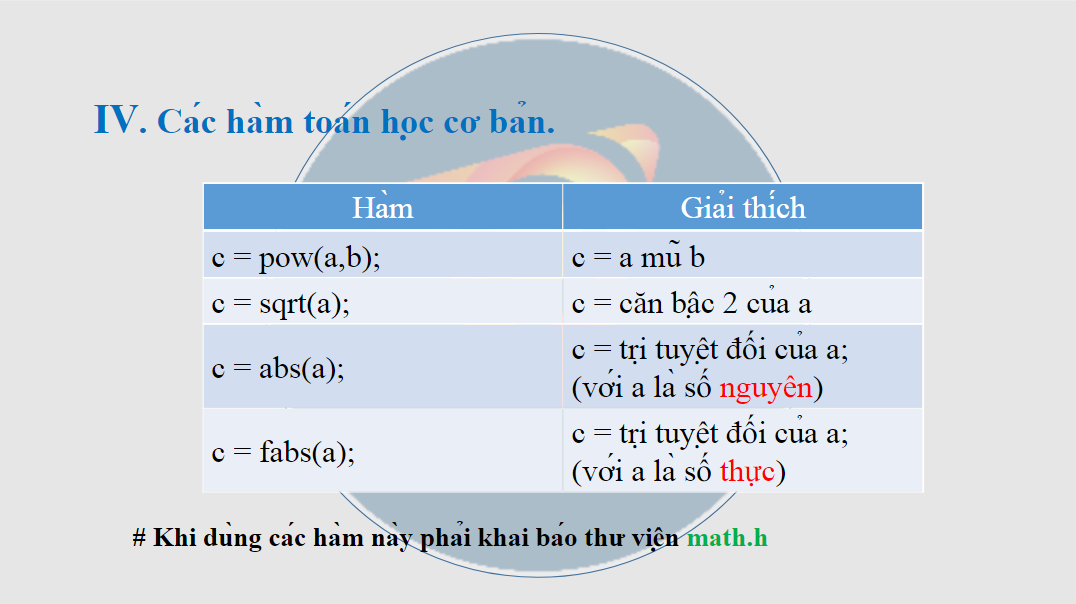 IV. Các hàm toán học cơ bản.
Hàm
Giải thích
c = pow(a,b);
c = a mũ b
c = sqrt(a);
c = căn bậc 2 của a
c = abs(a);
c = trị tuyệt đối của a;
(với a là số nguyên)
c = fabs(a);
c = trị tuyệt đối của a;
(với a là số thực)
# Khi dùng các hàm này phải khai báo thư viện math.h